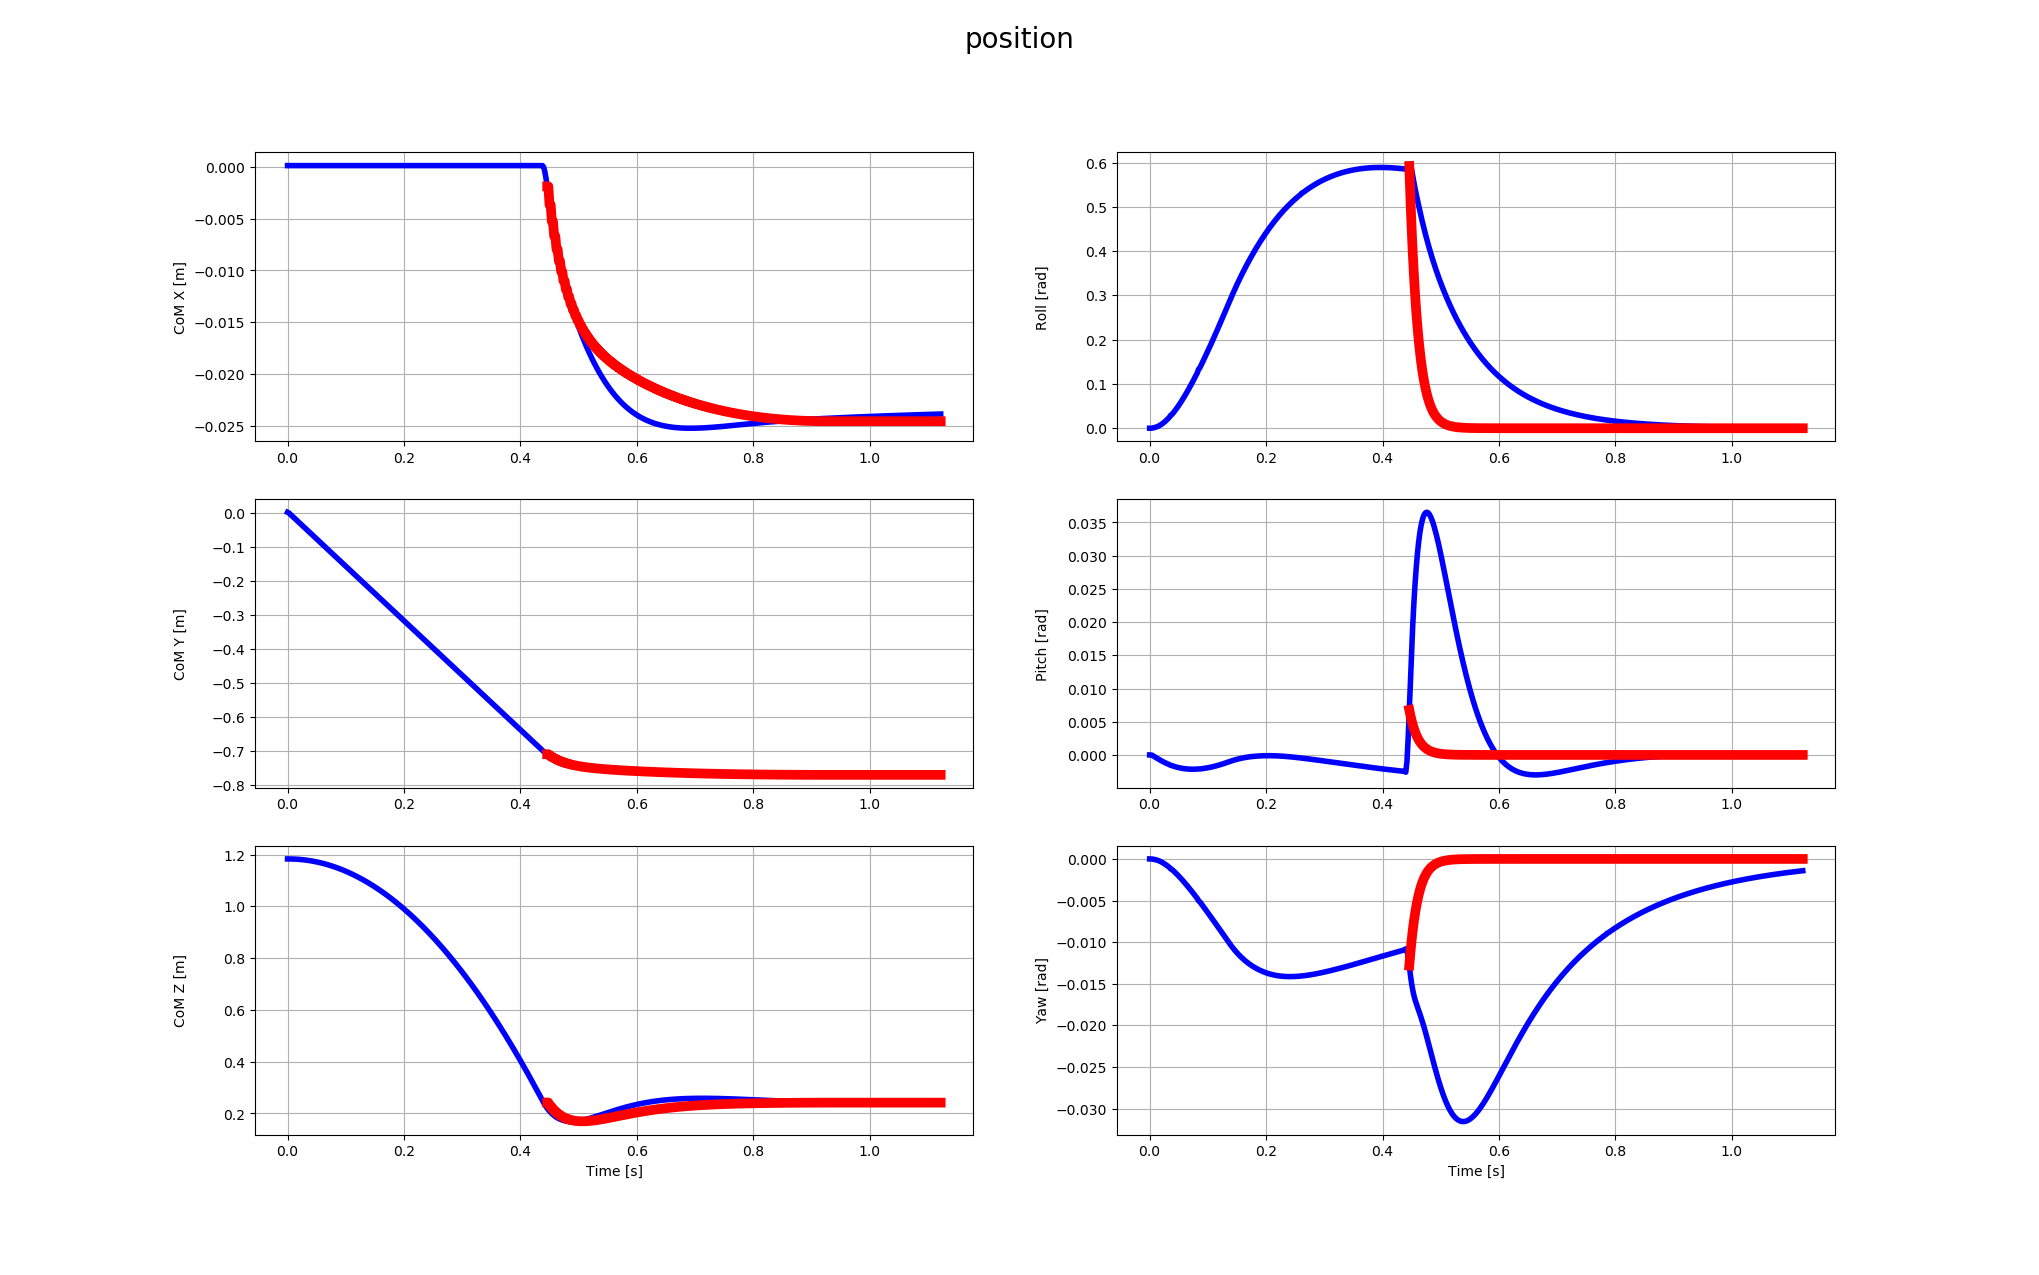 position
CoM X [m]
0.000
−0.005
−0.010
−0.015
−0.020
−0.025
0.0 0.2 0.4 0.6 0.8 1.0
Roll [rad]
0.6
0.5
0.4
0.3
0.2
0.1
0.0
0.0 0.2 0.4 0.6 0.8 1.0
CoM Y [m]
0.0
−0.1
−0.2
−0.3
−0.4
−0.5
−0.6
−0.7
−0.8
0.0 0.2 0.4 0.6 0.8 1.0
Pitch [rad]
0.035
0.030
0.025
0.020
0.015
0.010
0.005
0.000
0.0 0.2 0.4 0.6 0.8 1.0
CoM Z [m]
1.2
1.0
0.8
0.6
0.4
0.2
0.0 0.2 0.4 0.6 0.8 1.0
Time [s]
Yaw [rad]
0.000
−0.005
−0.010
−0.015
−0.020
−0.025
−0.030
0.0 0.2 0.4 0.6 0.8 1.0
Time [s]